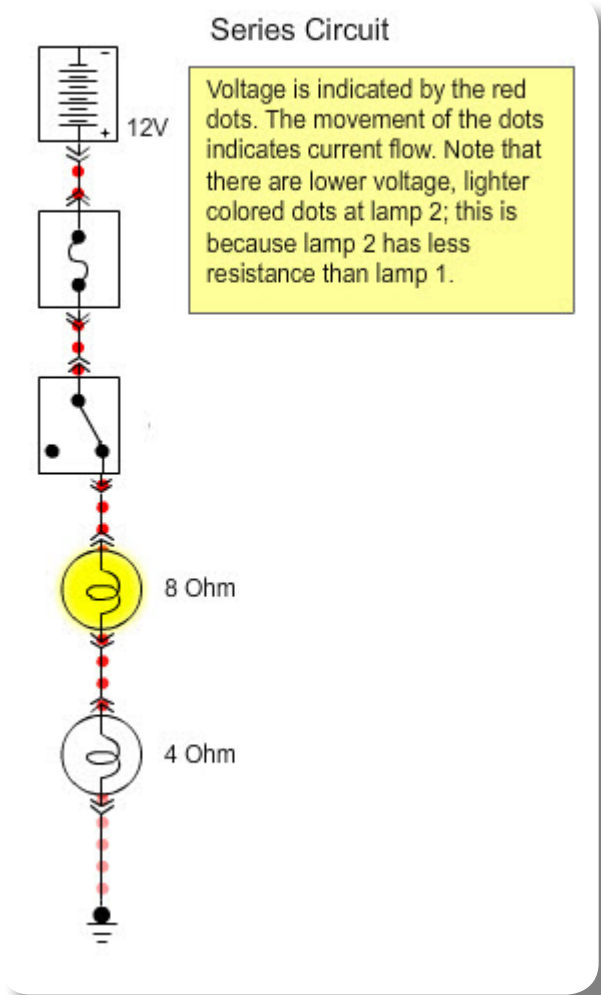 Series Circuit
-
+
12V
Voltage is indicated by the red
dots. The movement of the dots
indicates current flow. Note that
there are lower voltage, lighter
colored dots at lamp 2; this is
because lamp 2 has less
resistance than lamp 1.
8 Ohm
4 Ohm